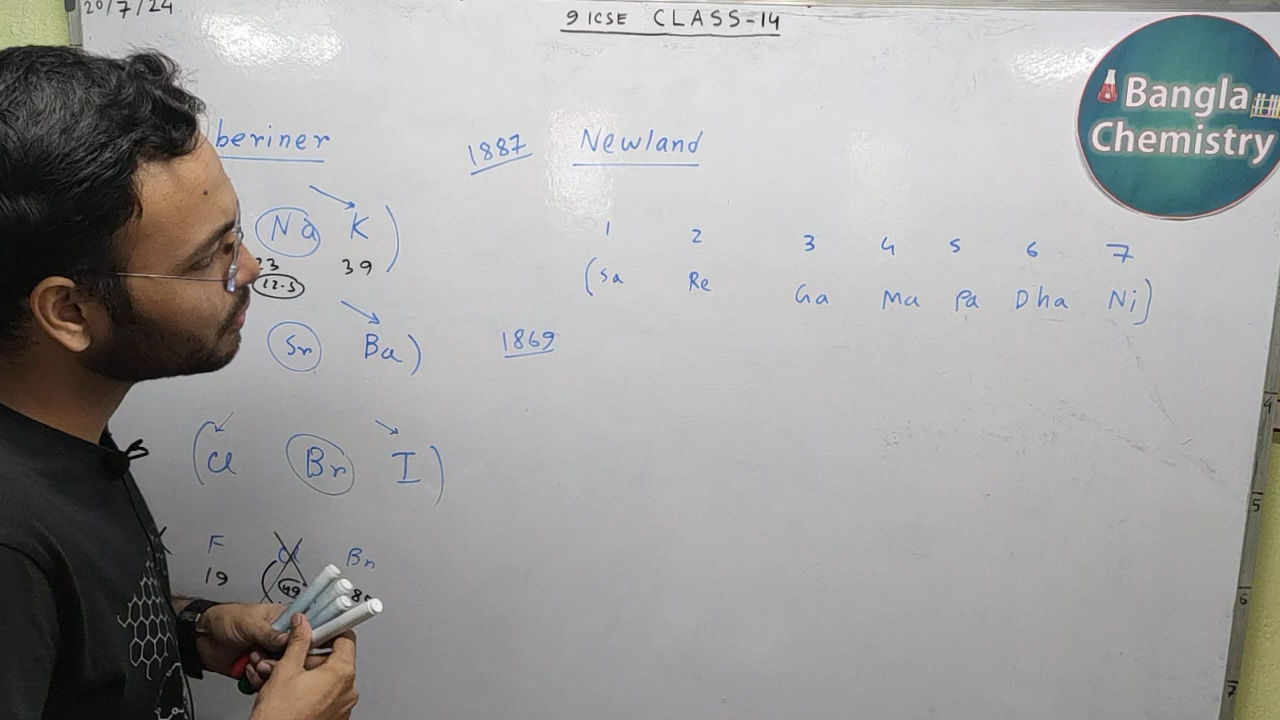 20/7/24
9 ICSE CLASS-14
Bangla
Chemistry
beriner
1887 Newland
Na K)
23 39
12.5
1 2 3 4 5 6 7
(Sa Re Ga Ma Pa Dha Ni)
Sr Ba)
1869
(Cl Br I)
F Cl Br
19 49